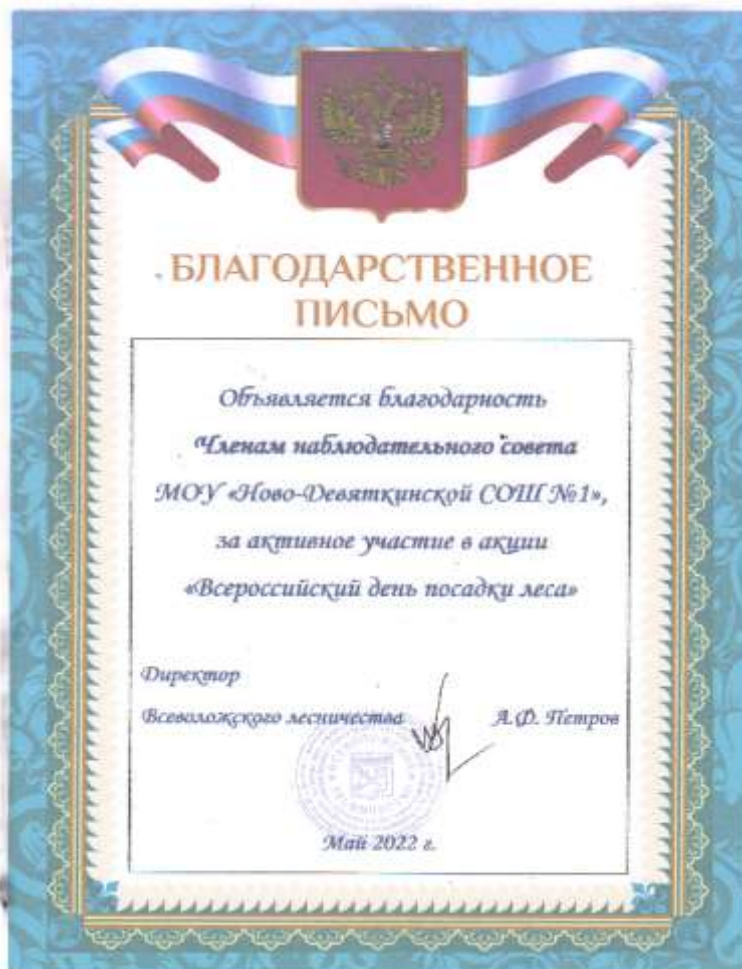 БЛАГОДАРСТВЕННОЕ
ПИСЬМО
Объявляется благодарность
Членам наблюдательного совета
МОУ «Ново-Девяткинской СОШ №1»,
за активное участие в акции
«Всероссийский день посадки леса»
Директор
Всеволожского лесничества А.Ф. Петров
Май 2022 г.